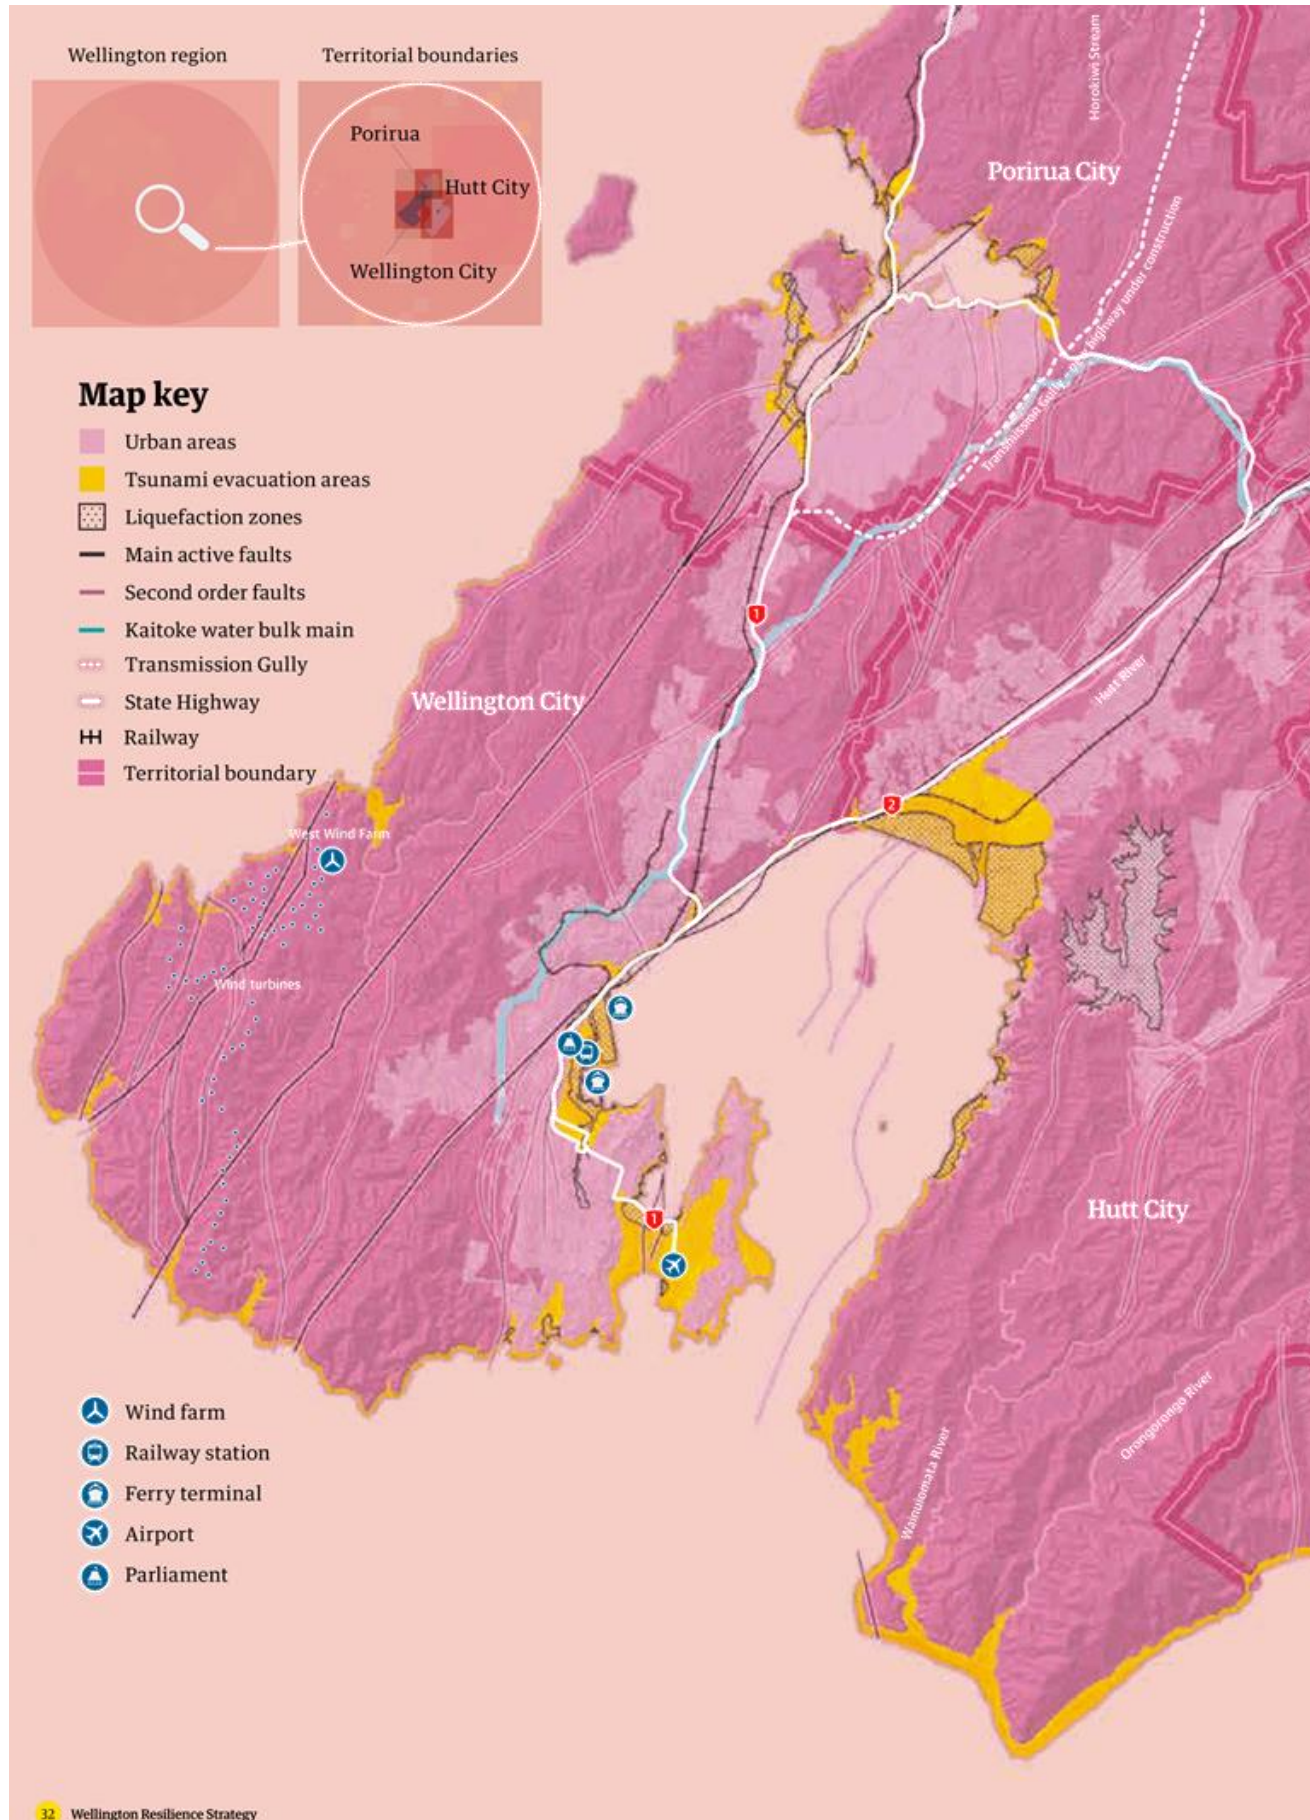 Wellington region
Territorial boundaries
Porirua
Hutt City
Wellington City
Horokiwi Stream
Porirua City
Map key
Urban areas
Tsunami evacuation areas
Liquefaction zones
Main active faults
Second order faults
Kaitoke water bulk main
Transmission Gully
State Highway
Railway
Territorial boundary
Transmission Gully
highway under construction
1
Wellington City
Hutt River
2
West Wind Farm
Wind turbines
1
Hutt City
Wainuiomata River
Orongorongo River
Wind farm
Railway station
Ferry terminal
Airport
Parliament
32 Wellington Resilience Strategy